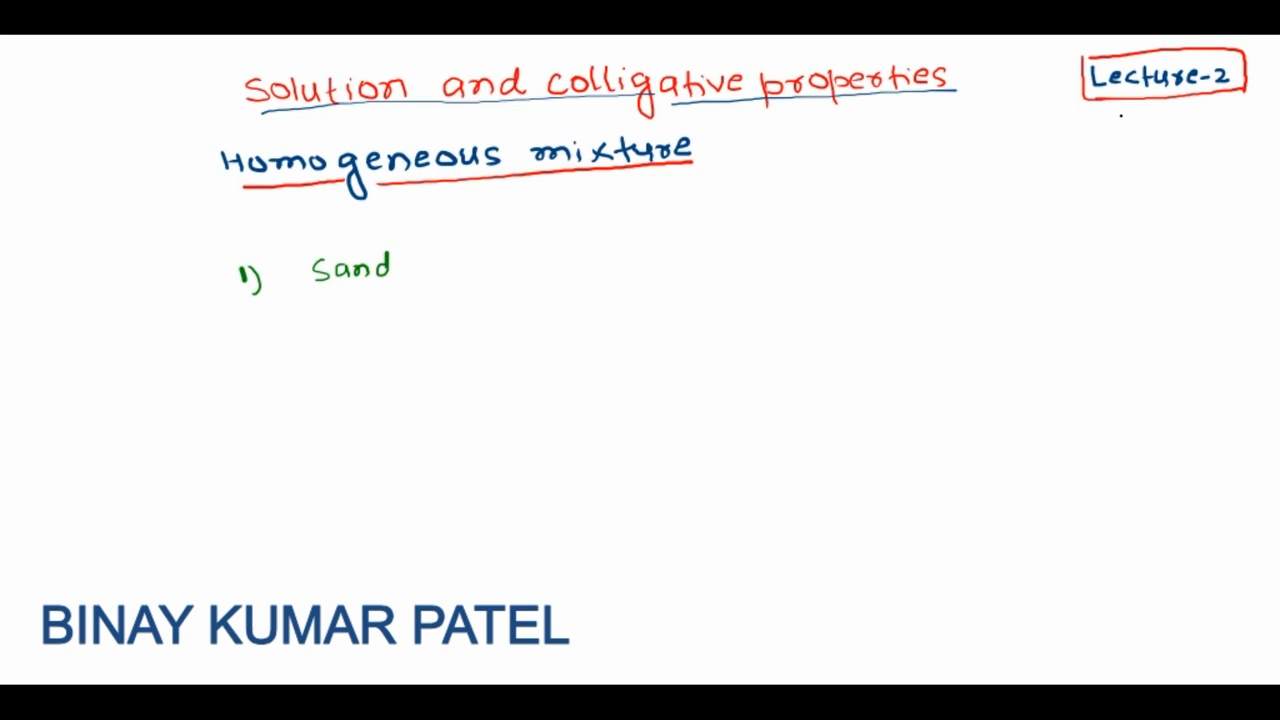 Solution and colligative properties
Lecture-2
Homogeneous mixture
1) Sand
BINAY KUMAR PATEL